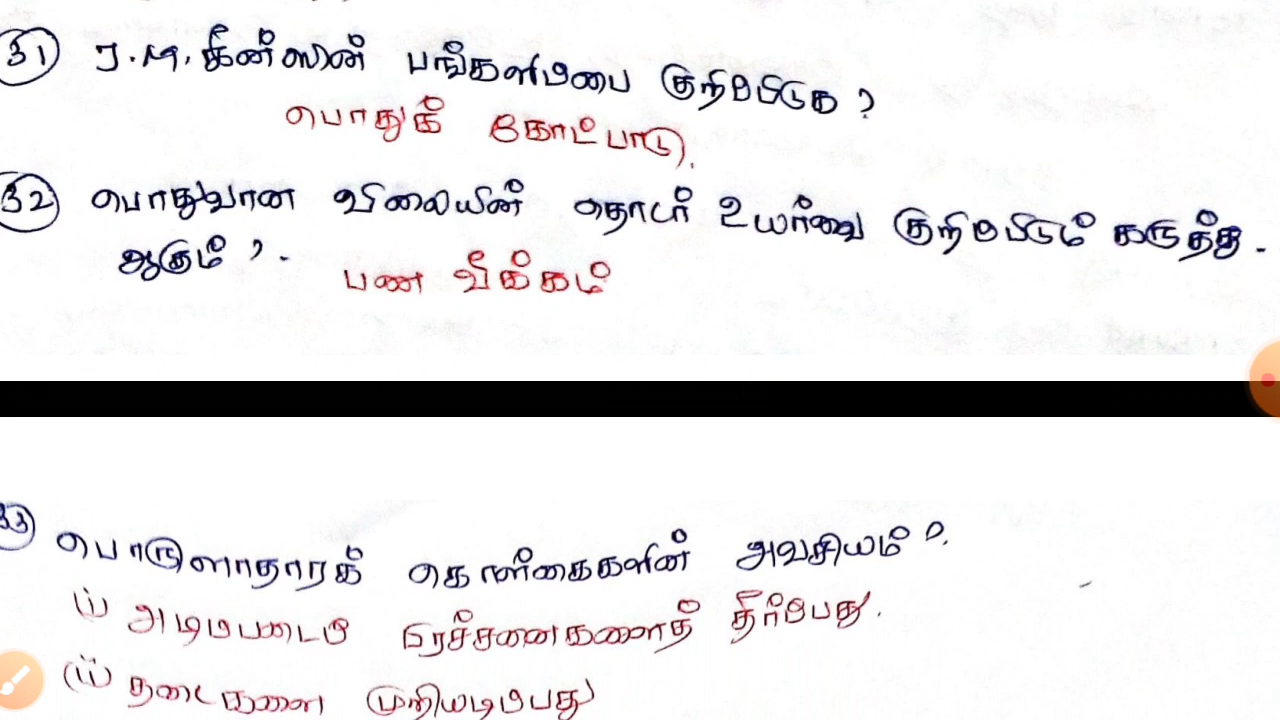 31) J.M. கீன்ஸின் பங்களிப்பை குறிப்பிடுக?
பொதுக் கோட்பாடு.
32) பொதுவான விலையின் தொடர் உயர்வை குறிப்பிடும் கருத்து -
ஆகும்?.
பண வீக்கம்
33) பொருளாதாரக் கொள்கைகளின் அவசியம்?.
i) அடிப்படைப் பிரச்சனைகளைத் தீர்ப்பது.
(ii) தடைகளை முறியடிப்பது